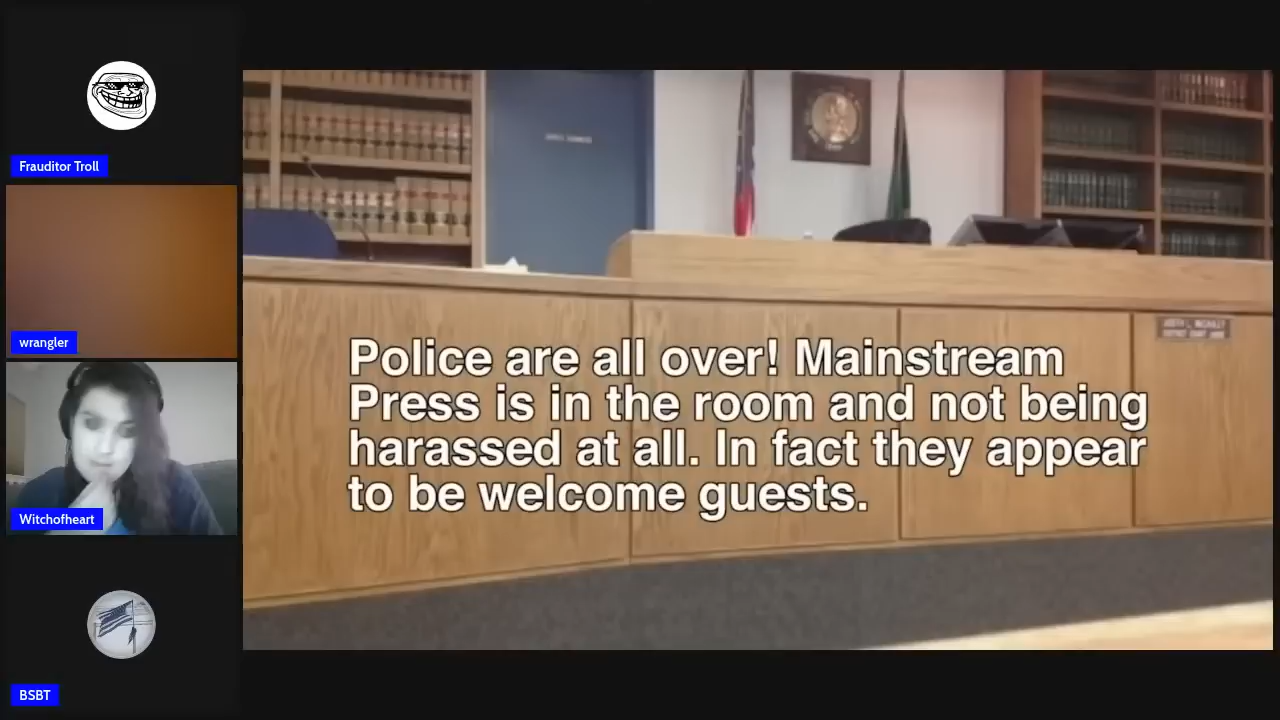 Frauditor Troll
wrangler
Witchofheart
BSBT
Police are all over! Mainstream
Press is in the room and not being
harassed at all. In fact they appear
to be welcome guests.